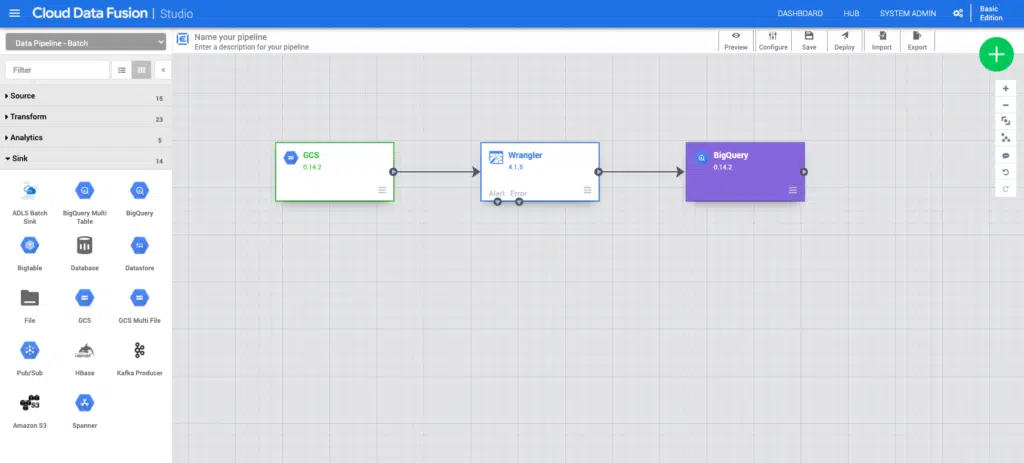 Cloud Data Fusion | Studio
DASHBOARD
HUB
SYSTEM ADMIN
Basic
Edition
Data Pipeline - Batch
Name your pipeline
Enter a description for your pipeline
Preview
Configure
Save
Deploy
Import
Export
Filter
Source 15
Transform 23
Analytics 5
Sink 14
ADLS Batch
Sink
BigQuery Multi
Table
BigQuery
Bigtable
Database
Datastore
File
GCS
GCS Multi File
Pub/Sub
HBase
Kafka Producer
S3
Amazon S3
Spanner
GCS
0.14.2
Wrangler
4.1.5
Alert Error
BigQuery
0.14.2